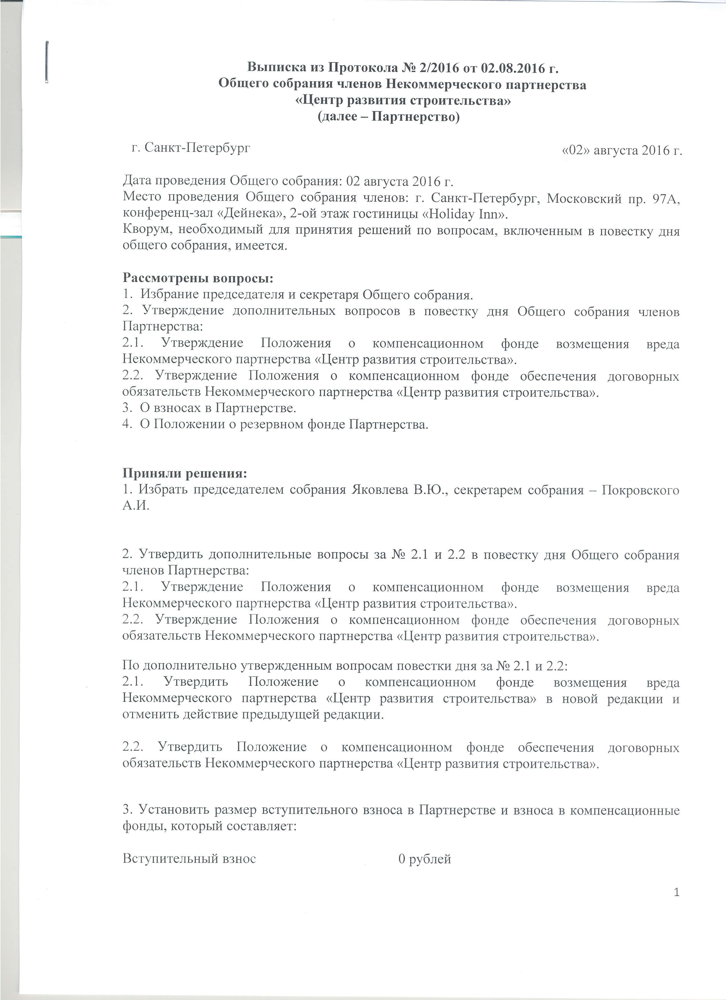 Выписка из Протокола № 2/2016 от 02.08.2016 г.
Общего собрания членов Некоммерческого партнерства
«Центр развития строительства»
(далее – Партнерство)
г. Санкт-Петербург «02» августа 2016 г.
Дата проведения Общего собрания: 02 августа 2016 г.
Место проведения Общего собрания членов: г. Санкт-Петербург, Московский пр. 97А,
конференц-зал «Дейнека», 2-ой этаж гостиницы «Holiday Inn».
Кворум, необходимый для принятия решений по вопросам, включенным в повестку дня
общего собрания, имеется.
Рассмотрены вопросы:
1. Избрание председателя и секретаря Общего собрания.
2. Утверждение дополнительных вопросов в повестку дня Общего собрания членов
Партнерства:
2.1. Утверждение Положения о компенсационном фонде возмещения вреда
Некоммерческого партнерства «Центр развития строительства».
2.2. Утверждение Положения о компенсационном фонде обеспечения договорных
обязательств Некоммерческого партнерства «Центр развития строительства».
3. О взносах в Партнерстве.
4. О Положении о резервном фонде Партнерства.
Приняли решения:
1. Избрать председателем собрания Яковлева В.Ю., секретарем собрания – Покровского
А.И.
2. Утвердить дополнительные вопросы за № 2.1 и 2.2 в повестку дня Общего собрания
членов Партнерства:
2.1. Утверждение Положения о компенсационном фонде возмещения вреда
Некоммерческого партнерства «Центр развития строительства».
2.2. Утверждение Положения о компенсационном фонде обеспечения договорных
обязательств Некоммерческого партнерства «Центр развития строительства».
По дополнительно утвержденным вопросам повестки дня за № 2.1 и 2.2:
2.1. Утвердить Положение о компенсационном фонде возмещения вреда
Некоммерческого партнерства «Центр развития строительства» в новой редакции и
отменить действие предыдущей редакции.
2.2. Утвердить Положение о компенсационном фонде обеспечения договорных
обязательств Некоммерческого партнерства «Центр развития строительства».
3. Установить размер вступительного взноса в Партнерстве и взноса в компенсационные
фонды, который составляет:
Вступительный взнос 0 рублей
1